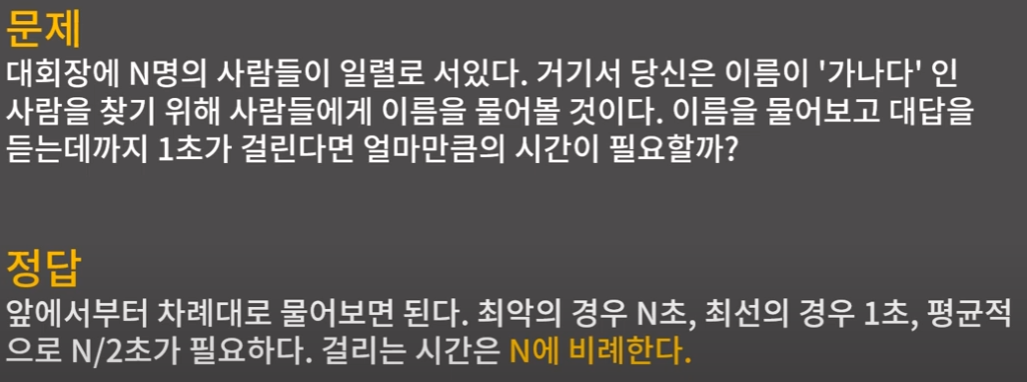 문제
대회장에 N명의 사람들이 일렬로 서있다. 거기서 당신은 이름이 '가나다' 인
사람을 찾기 위해 사람들에게 이름을 물어볼 것이다. 이름을 물어보고 대답을
듣는데까지 1초가 걸린다면 얼마만큼의 시간이 필요할까?
정답
앞에서부터 차례대로 물어보면 된다. 최악의 경우 N초, 최선의 경우 1초, 평균적
으로 N/2초가 필요하다. 걸리는 시간은 N에 비례한다.